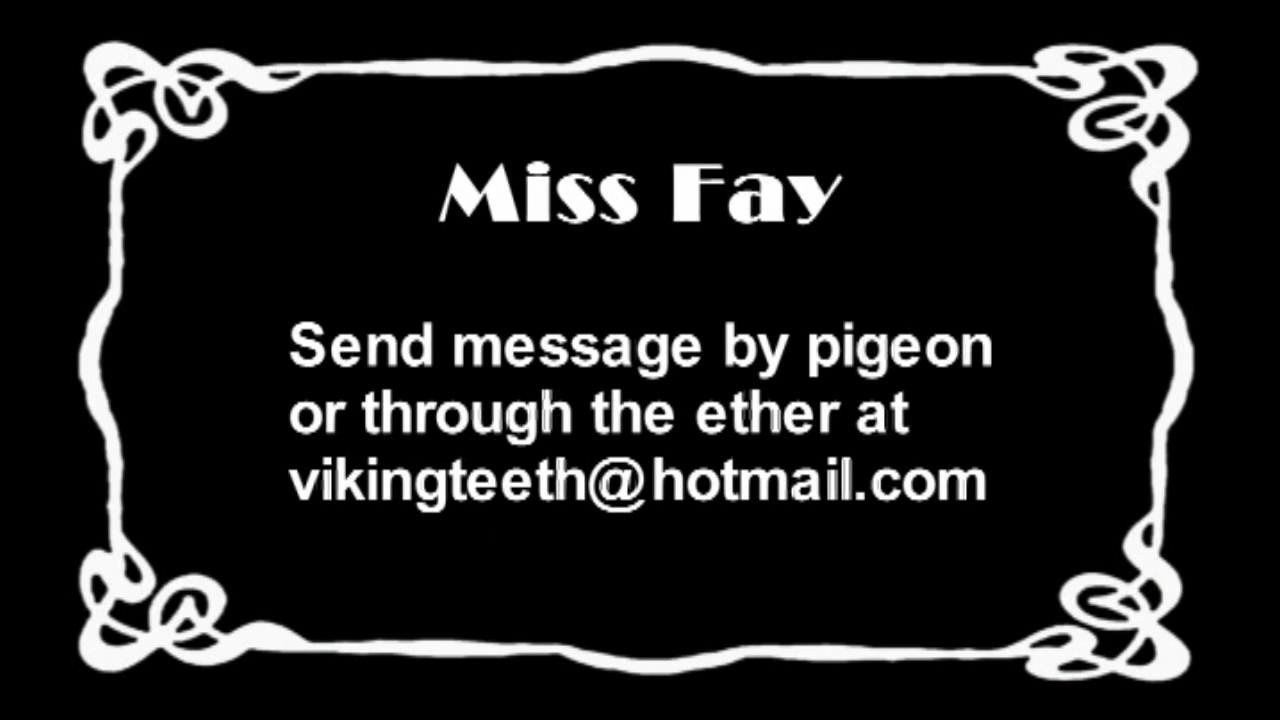 Miss Fay
Send message by pigeon
or through the ether at
vikingteeth@hotmail.com